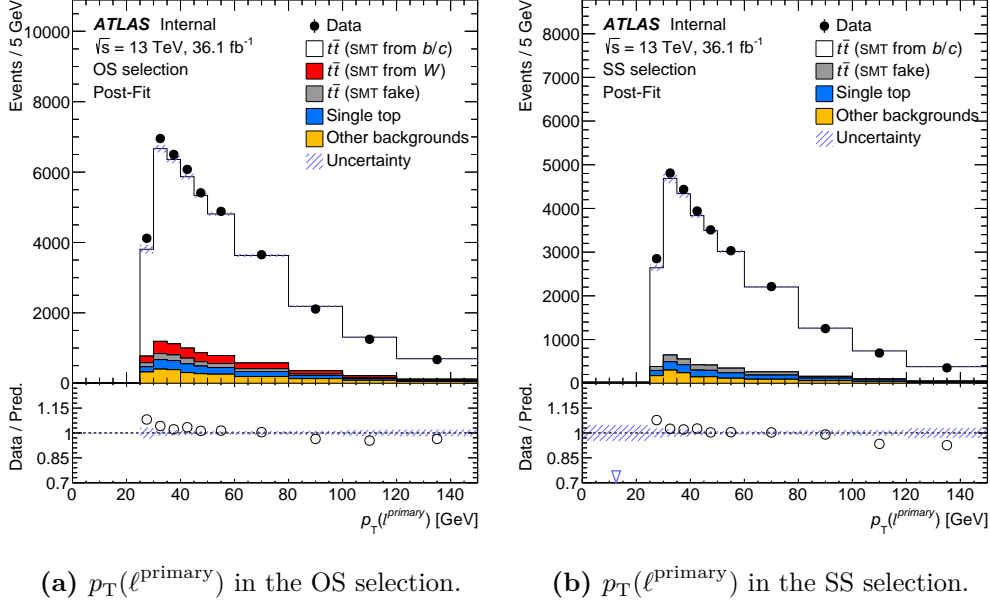 ATLAS Internal
√s = 13 TeV, 36.1 fb⁻¹
OS selection
Post-Fit
Data
tt̄ (SMT from b/c)
tt̄ (SMT from W)
tt̄ (SMT fake)
Single top
Other backgrounds
Uncertainty
Events / 5 GeV
10000
8000
6000
4000
2000
0
Data / Pred.
1.15
1
0.85
0.7
0 20 40 60 80 100 120 140
p_T(l^primary) [GeV]
(a) p_T(ℓ^primary) in the OS selection.
ATLAS Internal
√s = 13 TeV, 36.1 fb⁻¹
SS selection
Post-Fit
Data
tt̄ (SMT from b/c)
tt̄ (SMT fake)
Single top
Other backgrounds
Uncertainty
Events / 5 GeV
8000
7000
6000
5000
4000
3000
2000
1000
0
Data / Pred.
1.15
1
0.85
0.7
0 20 40 60 80 100 120 140
p_T(l^primary) [GeV]
(b) p_T(ℓ^primary) in the SS selection.